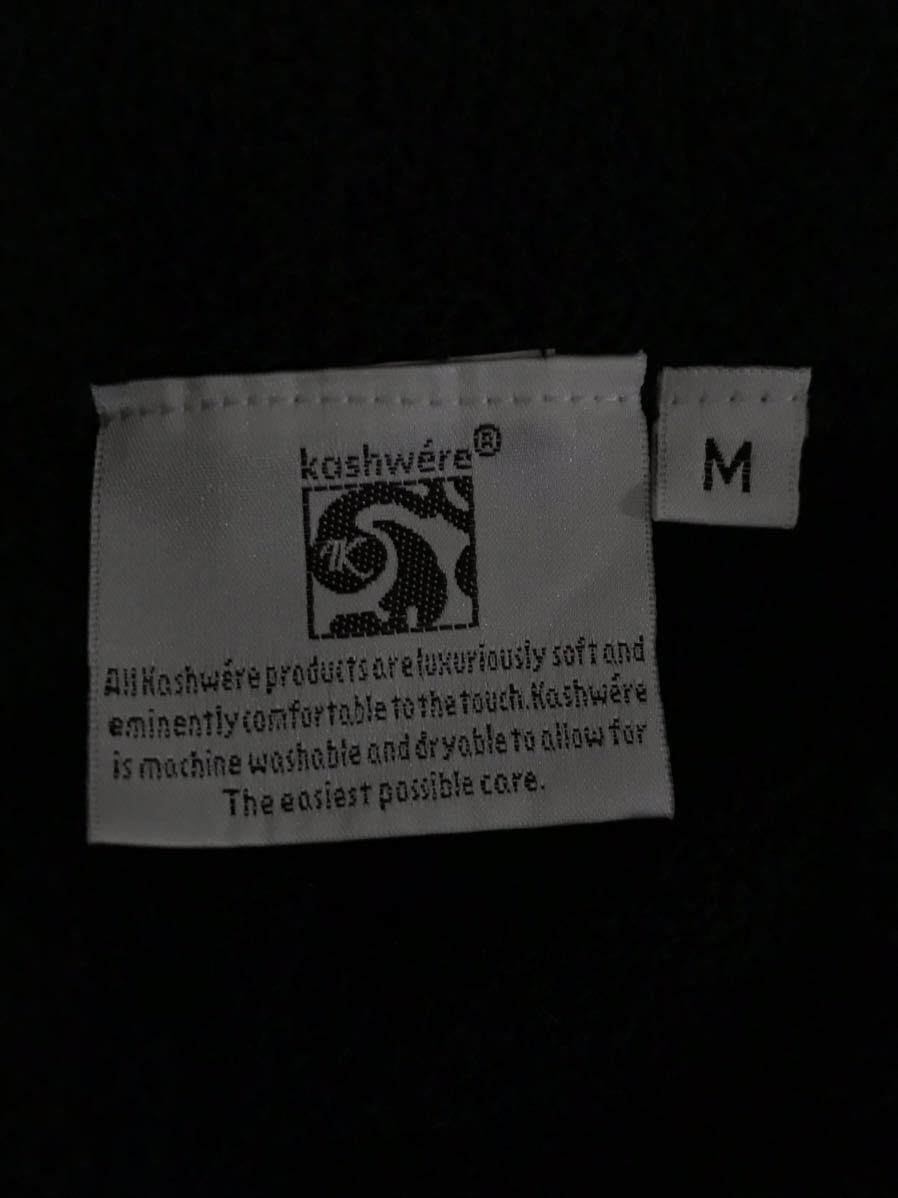 kashwére®
M
K
All Kashwére products are luxuriously soft and
eminently comfortable to the touch. Kashwére
is machine washable and dryable to allow for
The easiest possible care.